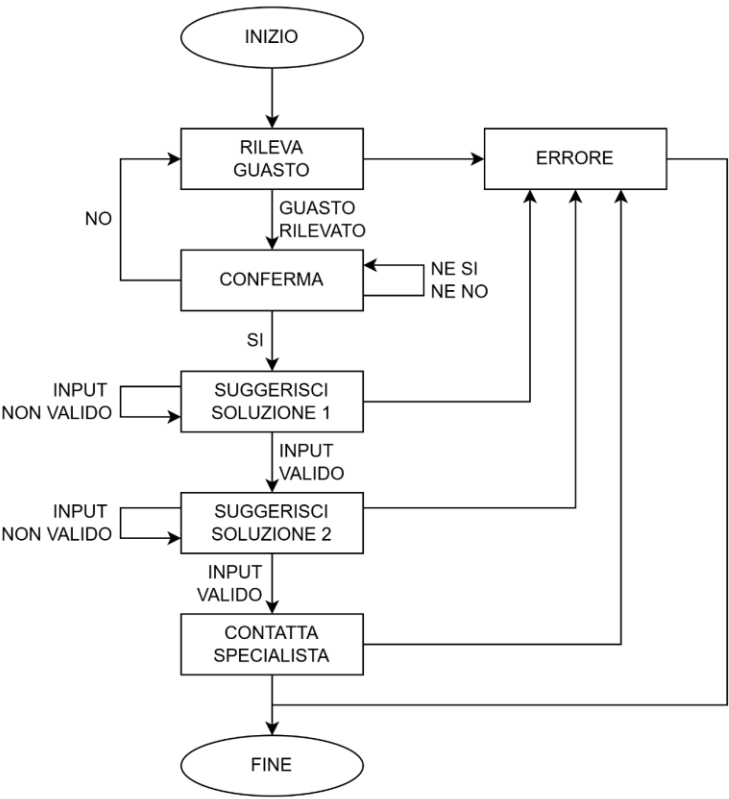 INIZIO
RILEVA
GUASTO
ERRORE
GUASTO
RILEVATO
NO
CONFERMA
NE SI
NE NO
SI
INPUT
NON VALIDO
SUGGERISCI
SOLUZIONE 1
INPUT
VALIDO
INPUT
NON VALIDO
SUGGERISCI
SOLUZIONE 2
INPUT
VALIDO
CONTATTA
SPECIALISTA
FINE